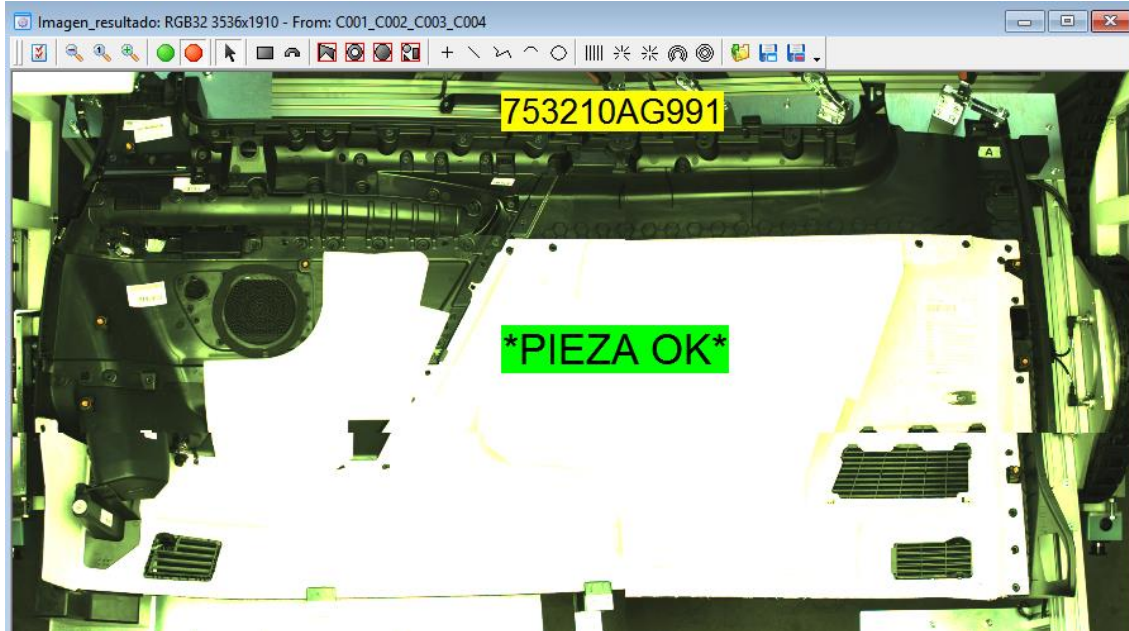 Imagen_resultado: RGB32 3536x1910 - From: C001_C002_C003_C004
753210AG991
A
*PIEZA OK*